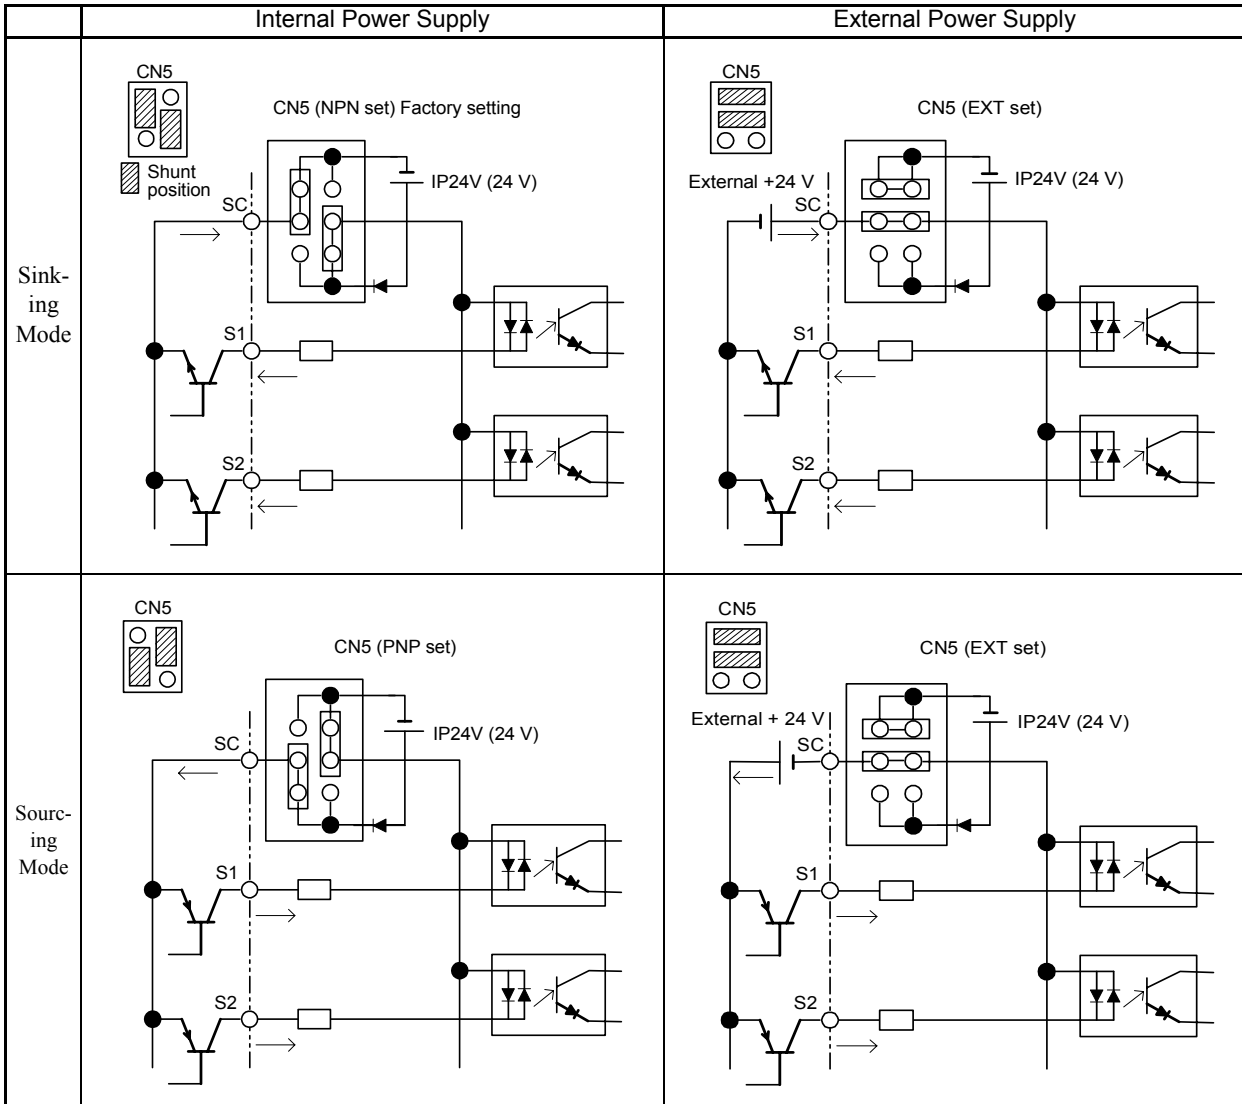 Internal Power Supply
External Power Supply
Sink-
ing
Mode
CN5
CN5 (NPN set) Factory setting
Shunt
position
IP24V (24 V)
SC
S1
S2
CN5
CN5 (EXT set)
External +24 V
IP24V (24 V)
SC
S1
S2
Sourc-
ing
Mode
CN5
CN5 (PNP set)
IP24V (24 V)
SC
S1
S2
CN5
CN5 (EXT set)
External + 24 V
IP24V (24 V)
SC
S1
S2